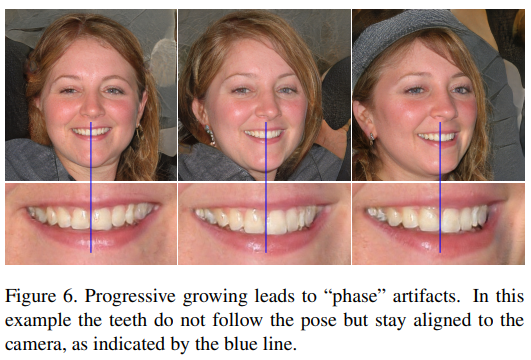 Figure 6. Progressive growing leads to “phase” artifacts. In this
example the teeth do not follow the pose but stay aligned to the
camera, as indicated by the blue line.